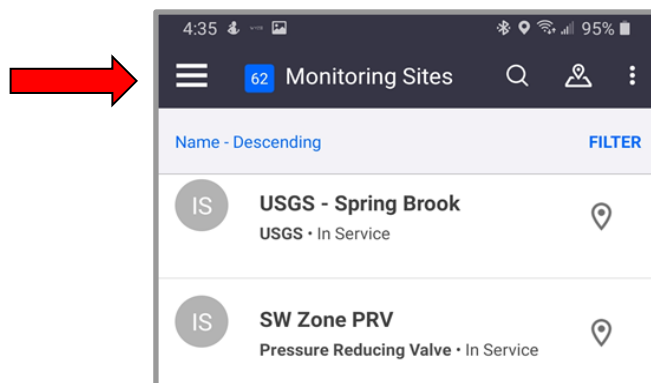 4:35 95%
62 Monitoring Sites
Name - Descending FILTER
IS USGS - Spring Brook
USGS • In Service
IS SW Zone PRV
Pressure Reducing Valve • In Service